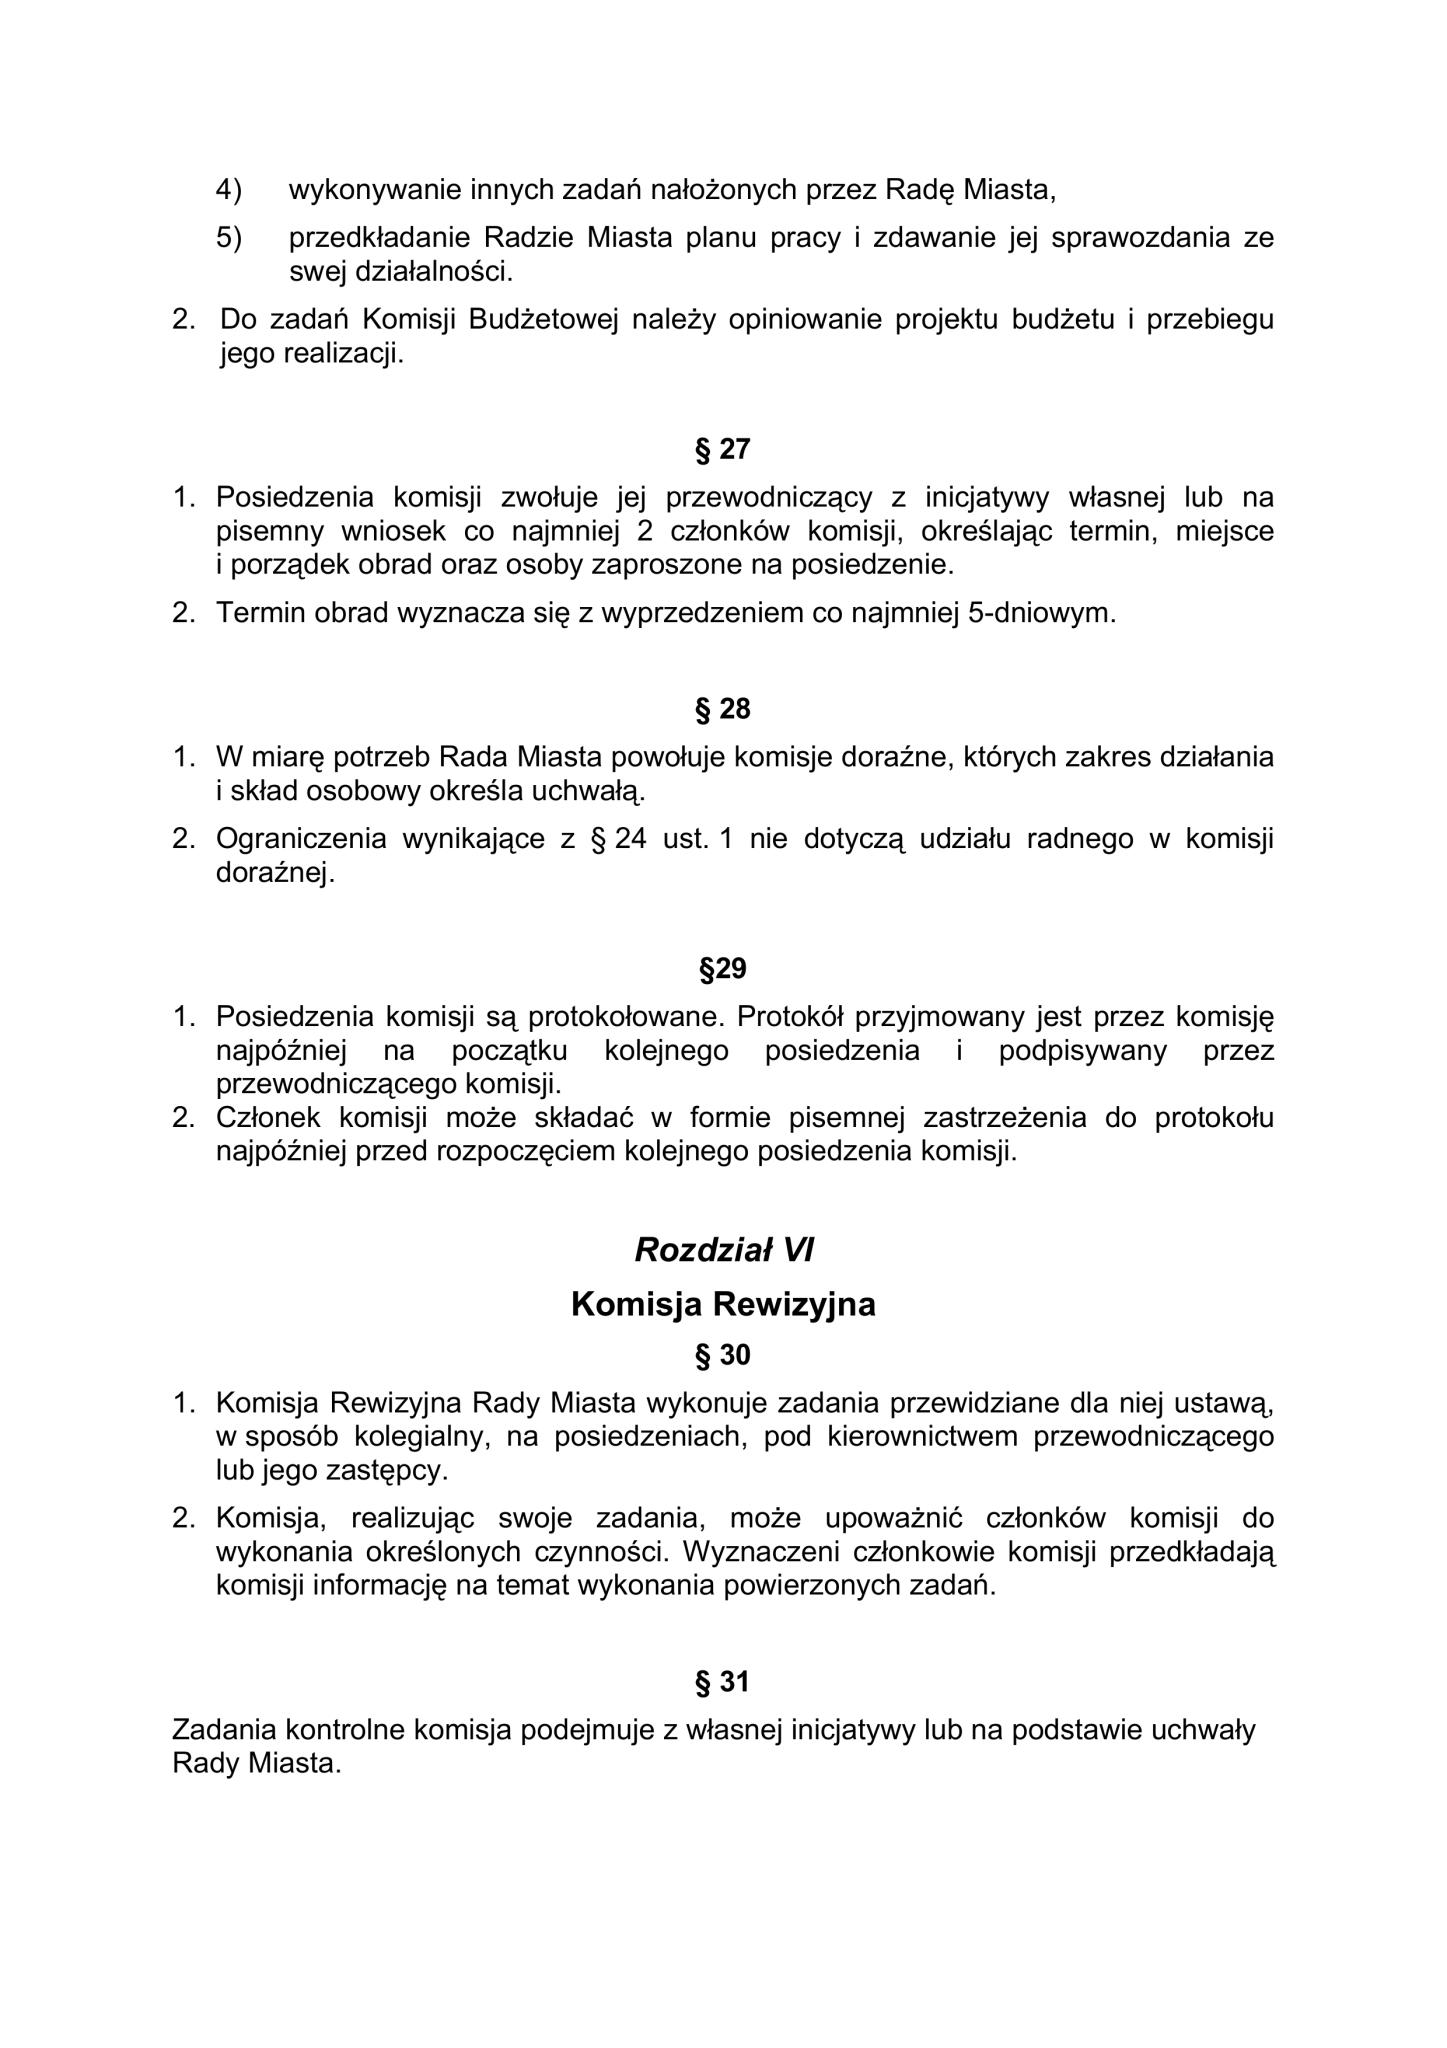 4) wykonywanie innych zadań nałożonych przez Radę Miasta,
5) przedkładanie Radzie Miasta planu pracy i zdawanie jej sprawozdania ze
swej działalności.
2. Do zadań Komisji Budżetowej należy opiniowanie projektu budżetu i przebiegu
jego realizacji.
§ 27
1. Posiedzenia komisji zwołuje jej przewodniczący z inicjatywy własnej lub na
pisemny wniosek co najmniej 2 członków komisji, określając termin, miejsce
i porządek obrad oraz osoby zaproszone na posiedzenie.
2. Termin obrad wyznacza się z wyprzedzeniem co najmniej 5-dniowym.
§ 28
1. W miarę potrzeb Rada Miasta powołuje komisje doraźne, których zakres działania
i skład osobowy określa uchwałą.
2. Ograniczenia wynikające z § 24 ust. 1 nie dotyczą udziału radnego w komisji
doraźnej.
§29
1. Posiedzenia komisji są protokołowane. Protokół przyjmowany jest przez komisję
najpóźniej na początku kolejnego posiedzenia i podpisywany przez
przewodniczącego komisji.
2. Członek komisji może składać w formie pisemnej zastrzeżenia do protokołu
najpóźniej przed rozpoczęciem kolejnego posiedzenia komisji.
Rozdział VI
Komisja Rewizyjna
§ 30
1. Komisja Rewizyjna Rady Miasta wykonuje zadania przewidziane dla niej ustawą,
w sposób kolegialny, na posiedzeniach, pod kierownictwem przewodniczącego
lub jego zastępcy.
2. Komisja, realizując swoje zadania, może upoważnić członków komisji do
wykonania określonych czynności. Wyznaczeni członkowie komisji przedkładają
komisji informację na temat wykonania powierzonych zadań.
§ 31
Zadania kontrolne komisja podejmuje z własnej inicjatywy lub na podstawie uchwały
Rady Miasta.